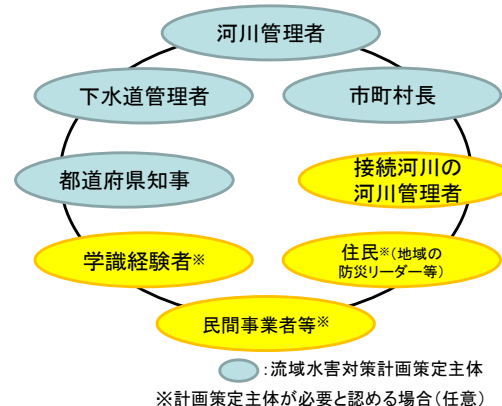 河川管理者
下水道管理者
市町村長
都道府県知事
接続河川の
河川管理者
学識経験者※
住民※(地域の
防災リーダー等)
民間事業者等※
:流域水害対策計画策定主体
※計画策定主体が必要と認める場合(任意)